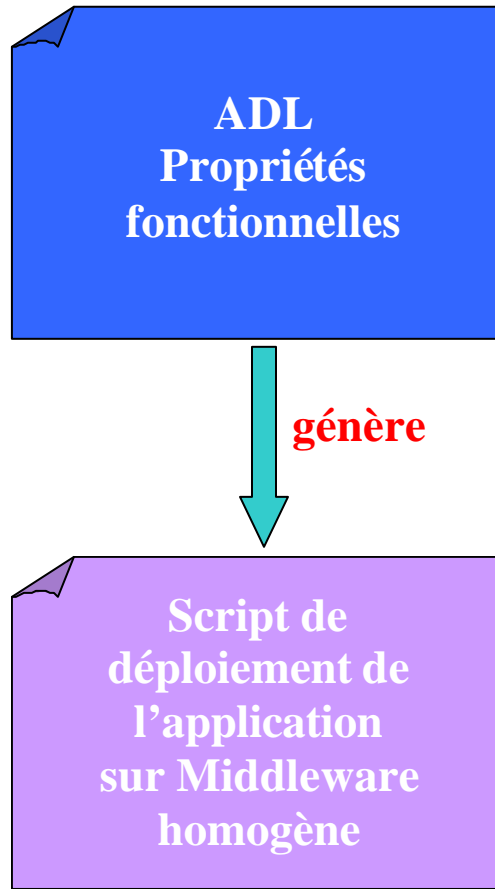 ADL
Propriétés
fonctionnelles
génère
Script de
déploiement de
l’application
sur Middleware
homogène